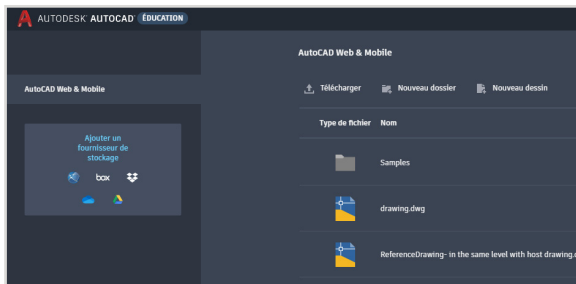 AUTODESK AUTOCAD ÉDUCATION
AutoCAD Web & Mobile
AutoCAD Web & Mobile
Ajouter un
fournisseur de
stockage
box
Télécharger
Nouveau dossier
Nouveau dessin
Type de fichier
Nom
Samples
drawing.dwg
ReferenceDrawing- in the same level with host drawing.